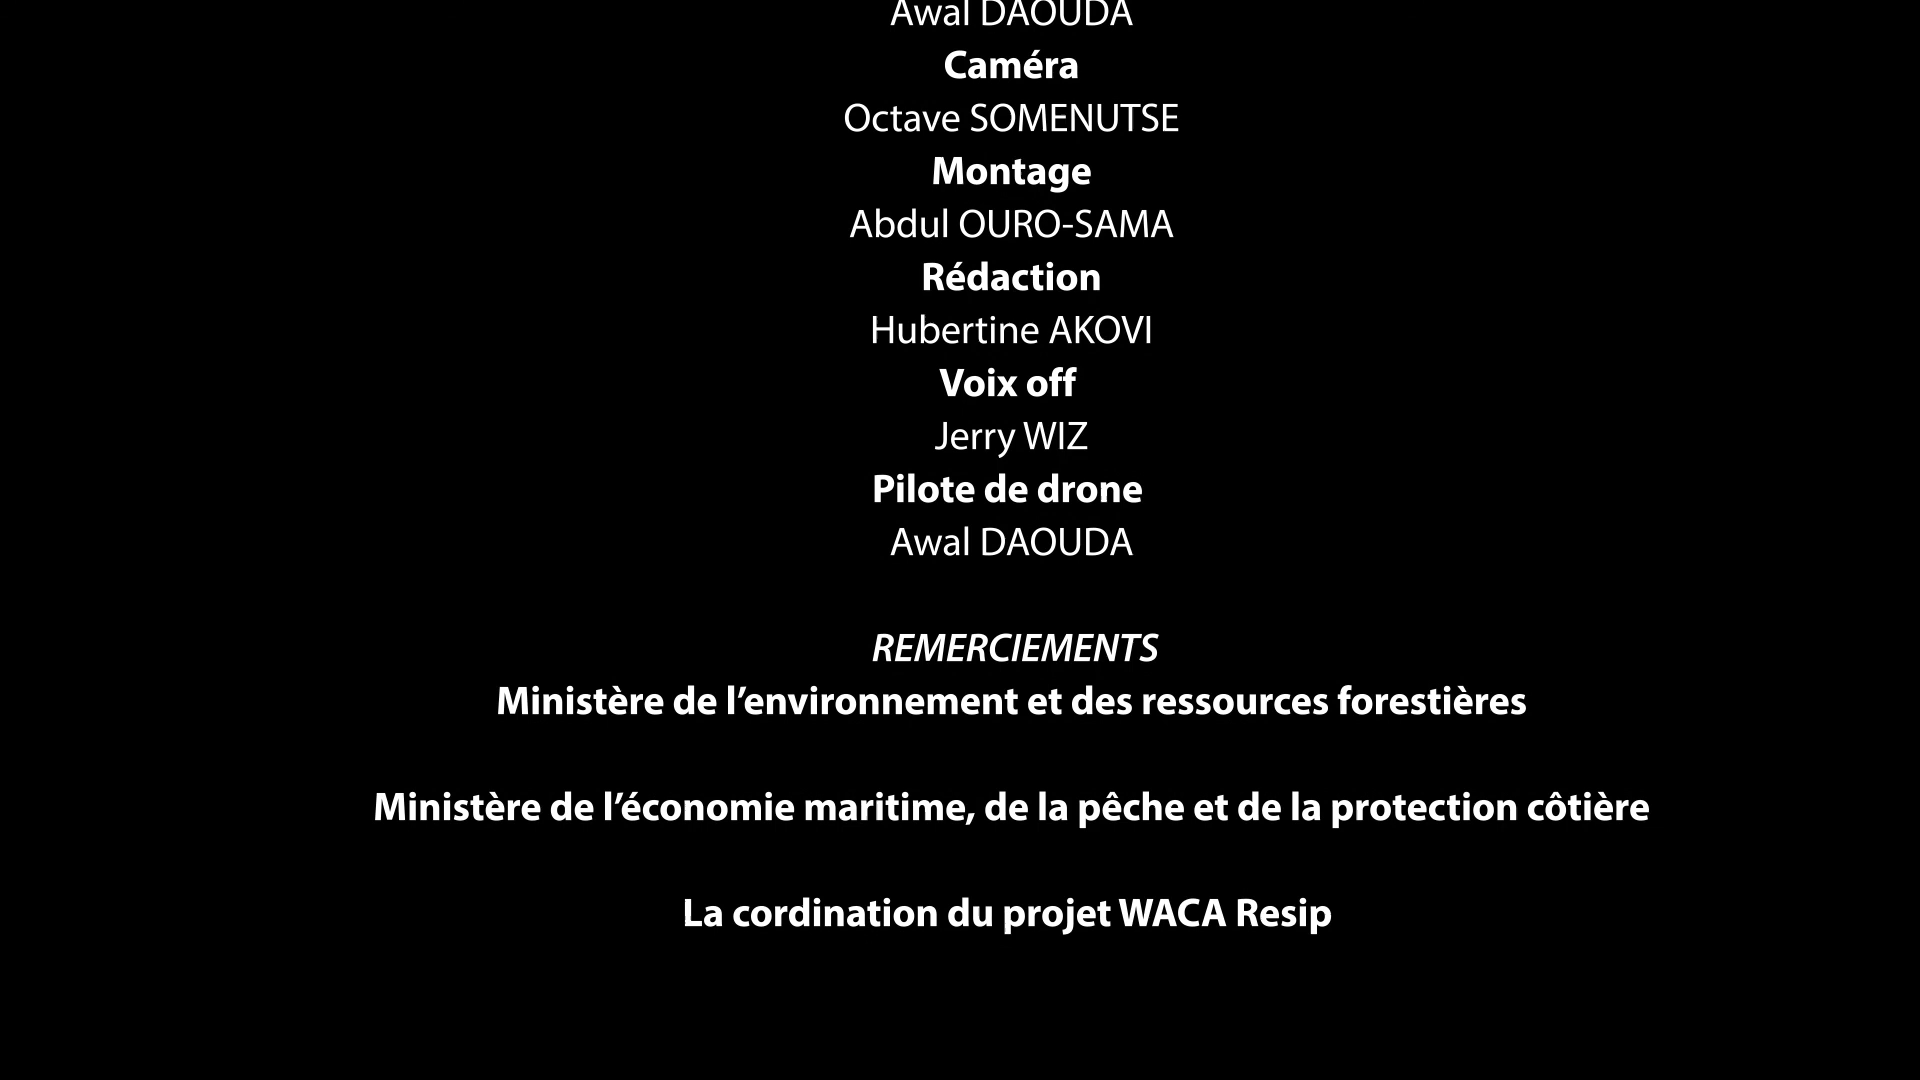 Awal DAOUDA
Caméra
Octave SOMENUTSE
Montage
Abdul OURO-SAMA
Rédaction
Hubertine AKOVI
Voix off
Jerry WIZ
Pilote de drone
Awal DAOUDA
REMERCIEMENTS
Ministère de l’environnement et des ressources forestières
Ministère de l’économie maritime, de la pêche et de la protection côtière
La cordination du projet WACA Resip